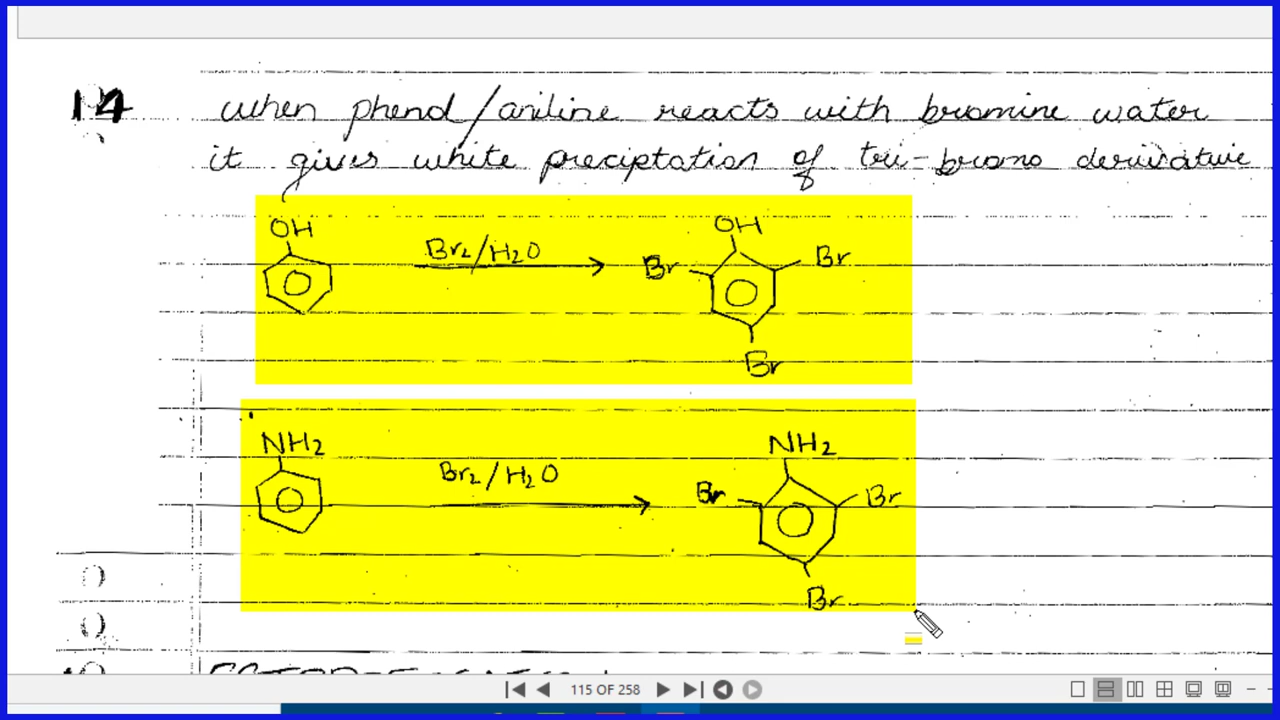 14 when phenol/aniline reacts with bromine water
it gives white preciptation of tri-bromo derivative
OH
Br2/H2O
OH
Br
Br
Br
NH2
Br2/H2O
NH2
Br
Br
Br
115 OF 258